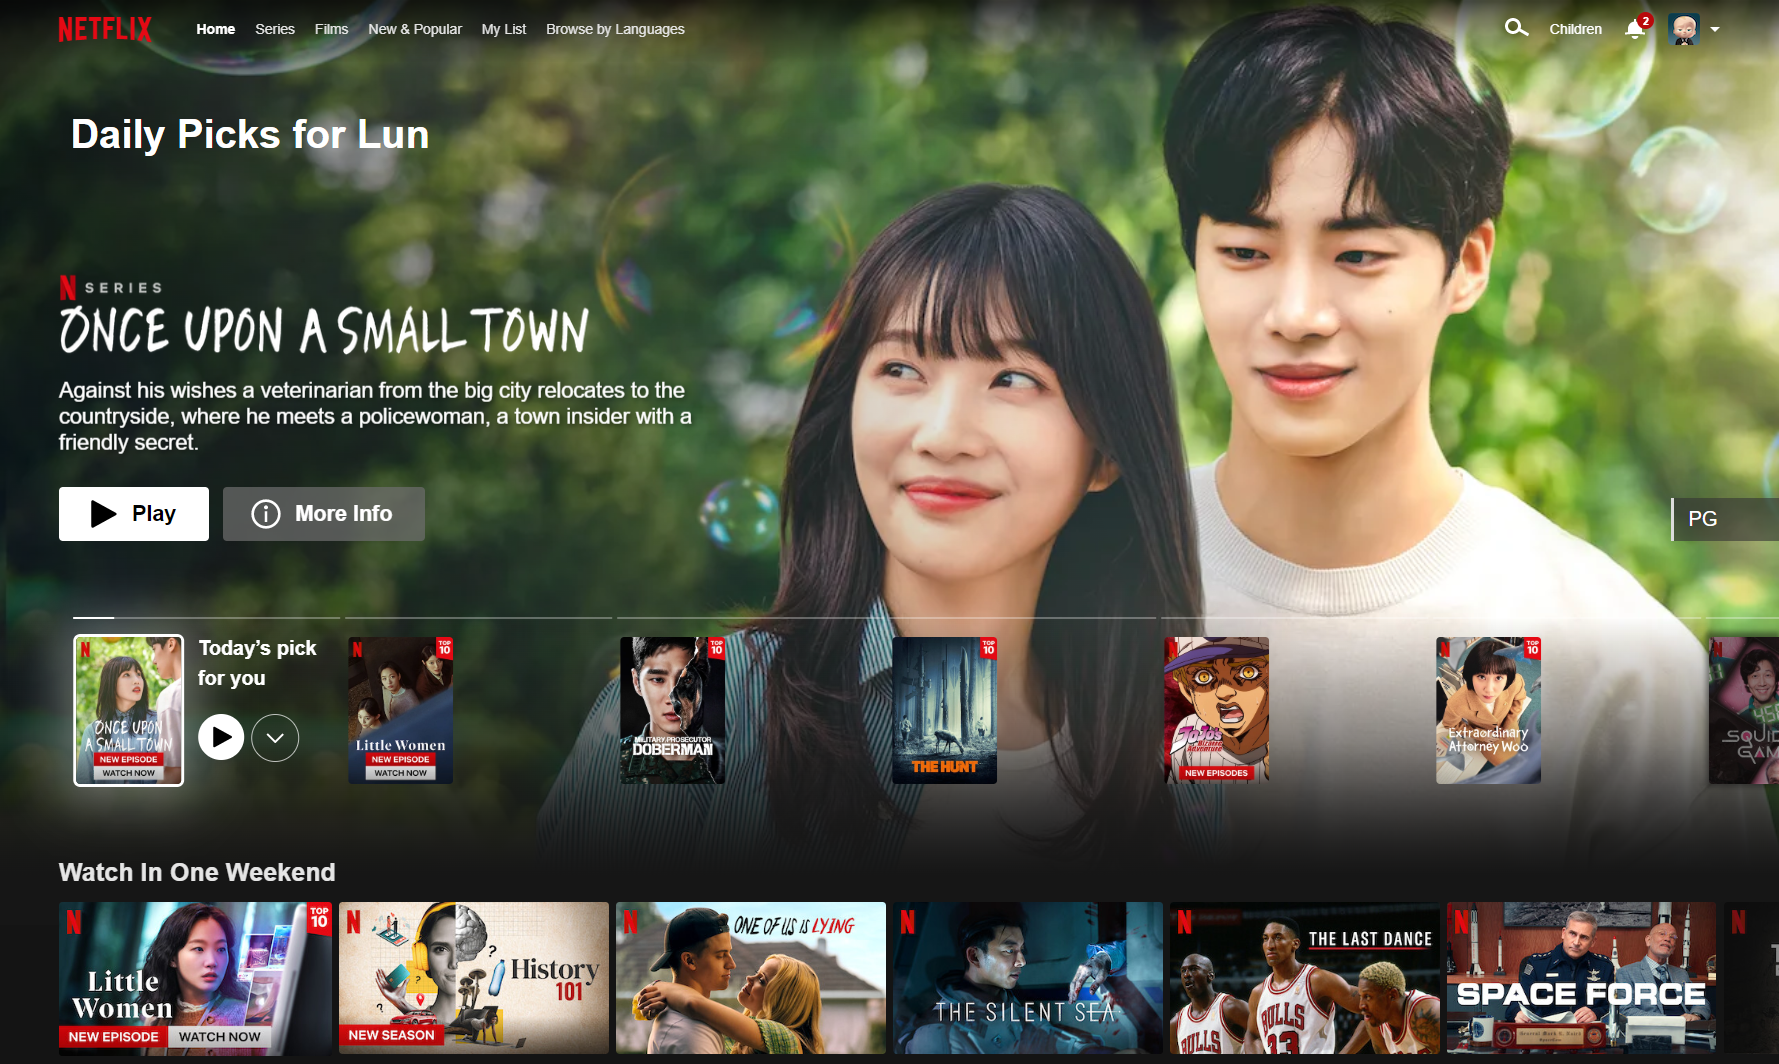 NETFLIX
Home Series Films New & Popular My List Browse by Languages
Children 2
Daily Picks for Lun
N SERIES
ONCE UPON A SMALL TOWN
Against his wishes a veterinarian from the big city relocates to the
countryside, where he meets a policewoman, a town insider with a
friendly secret.
Play
More Info
PG
N
ONCE UPON
A SMALL TOWN
NEW EPISODE
WATCH NOW
Today's pick
for you
N
TOP
10
Little Women
NEW EPISODE
WATCH NOW
TOP
10
MILITARY PROSECUTOR
DOBERMAN
TOP
10
THE HUNT
N
JoJo's
BIZARRE
ADVENTURE
NEW EPISODES
N
TOP
10
Extraordinary
Attorney Woo
N
456
SQUID
GAM
Watch In One Weekend
N
TOP
10
Little
Women
NEW EPISODE
WATCH NOW
N
History
101
NEW SEASON
N
ONE OF US IS LYING
N
THE SILENT SEA
N
THE LAST DANCE
BULLS
BULLS
33
N
SPACE FORCE
N